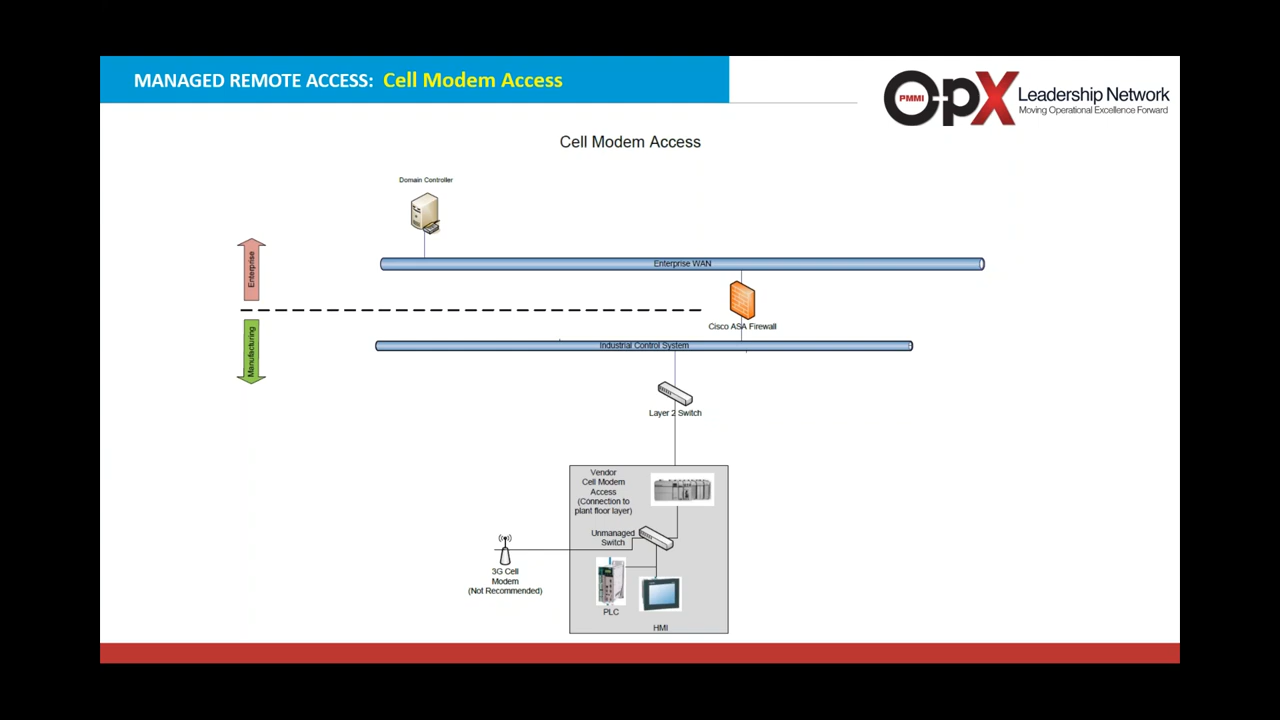 MANAGED REMOTE ACCESS: Cell Modem Access
OpX
PMMI
Leadership Network
Moving Operational Excellence Forward
Cell Modem Access
Domain Controller
Enterprise
Enterprise WAN
Cisco ASA Firewall
Manufacturing
Industrial Control System
Layer 2 Switch
Vendor
Cell Modem
Access
(Connection to
plant floor layer)
Unmanaged
Switch
3G Cell
Modem
(Not Recommended)
PLC
HMI